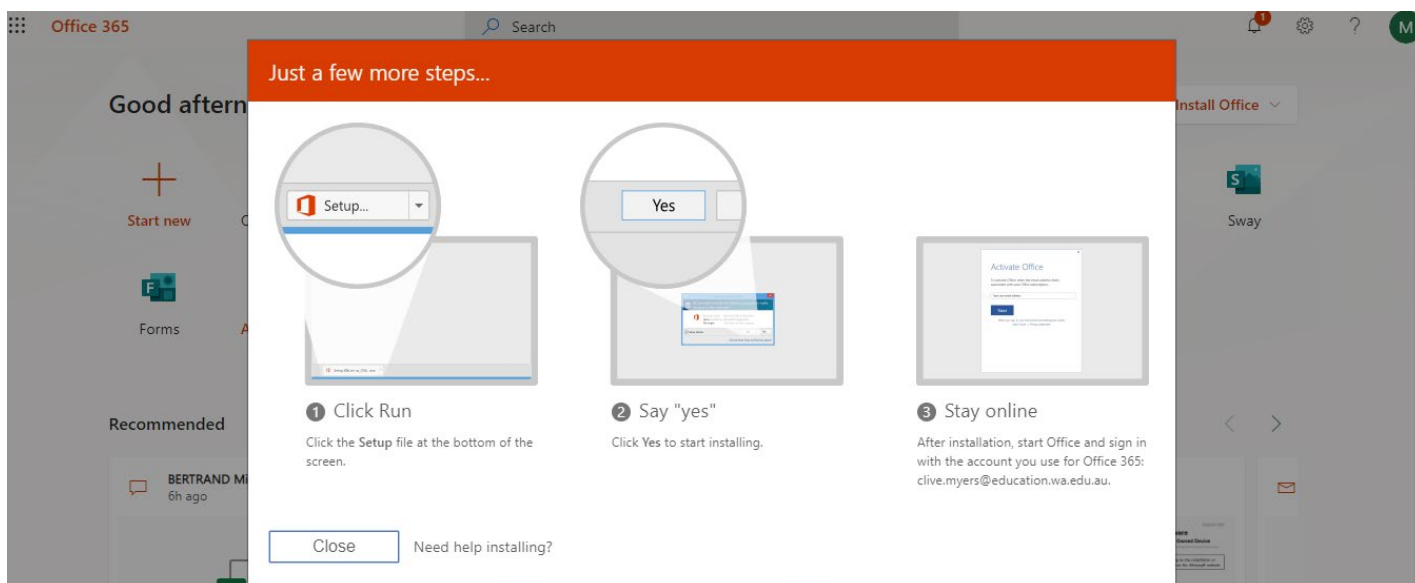 Office 365
Search
1
?
M
Just a few more steps...
Good aftern
Install Office
Setup...
Yes
Start new
C
S
Sway
Activate Office
F
Forms
A
1 Click Run
2 Say "yes"
3 Stay online
Recommended
Click the Setup file at the bottom of the
screen.
Click Yes to start installing.
After installation, start Office and sign in
with the account you use for Office 365:
clive.myers@education.wa.edu.au.
BERTRAND Mi
6h ago
Close
Need help installing?